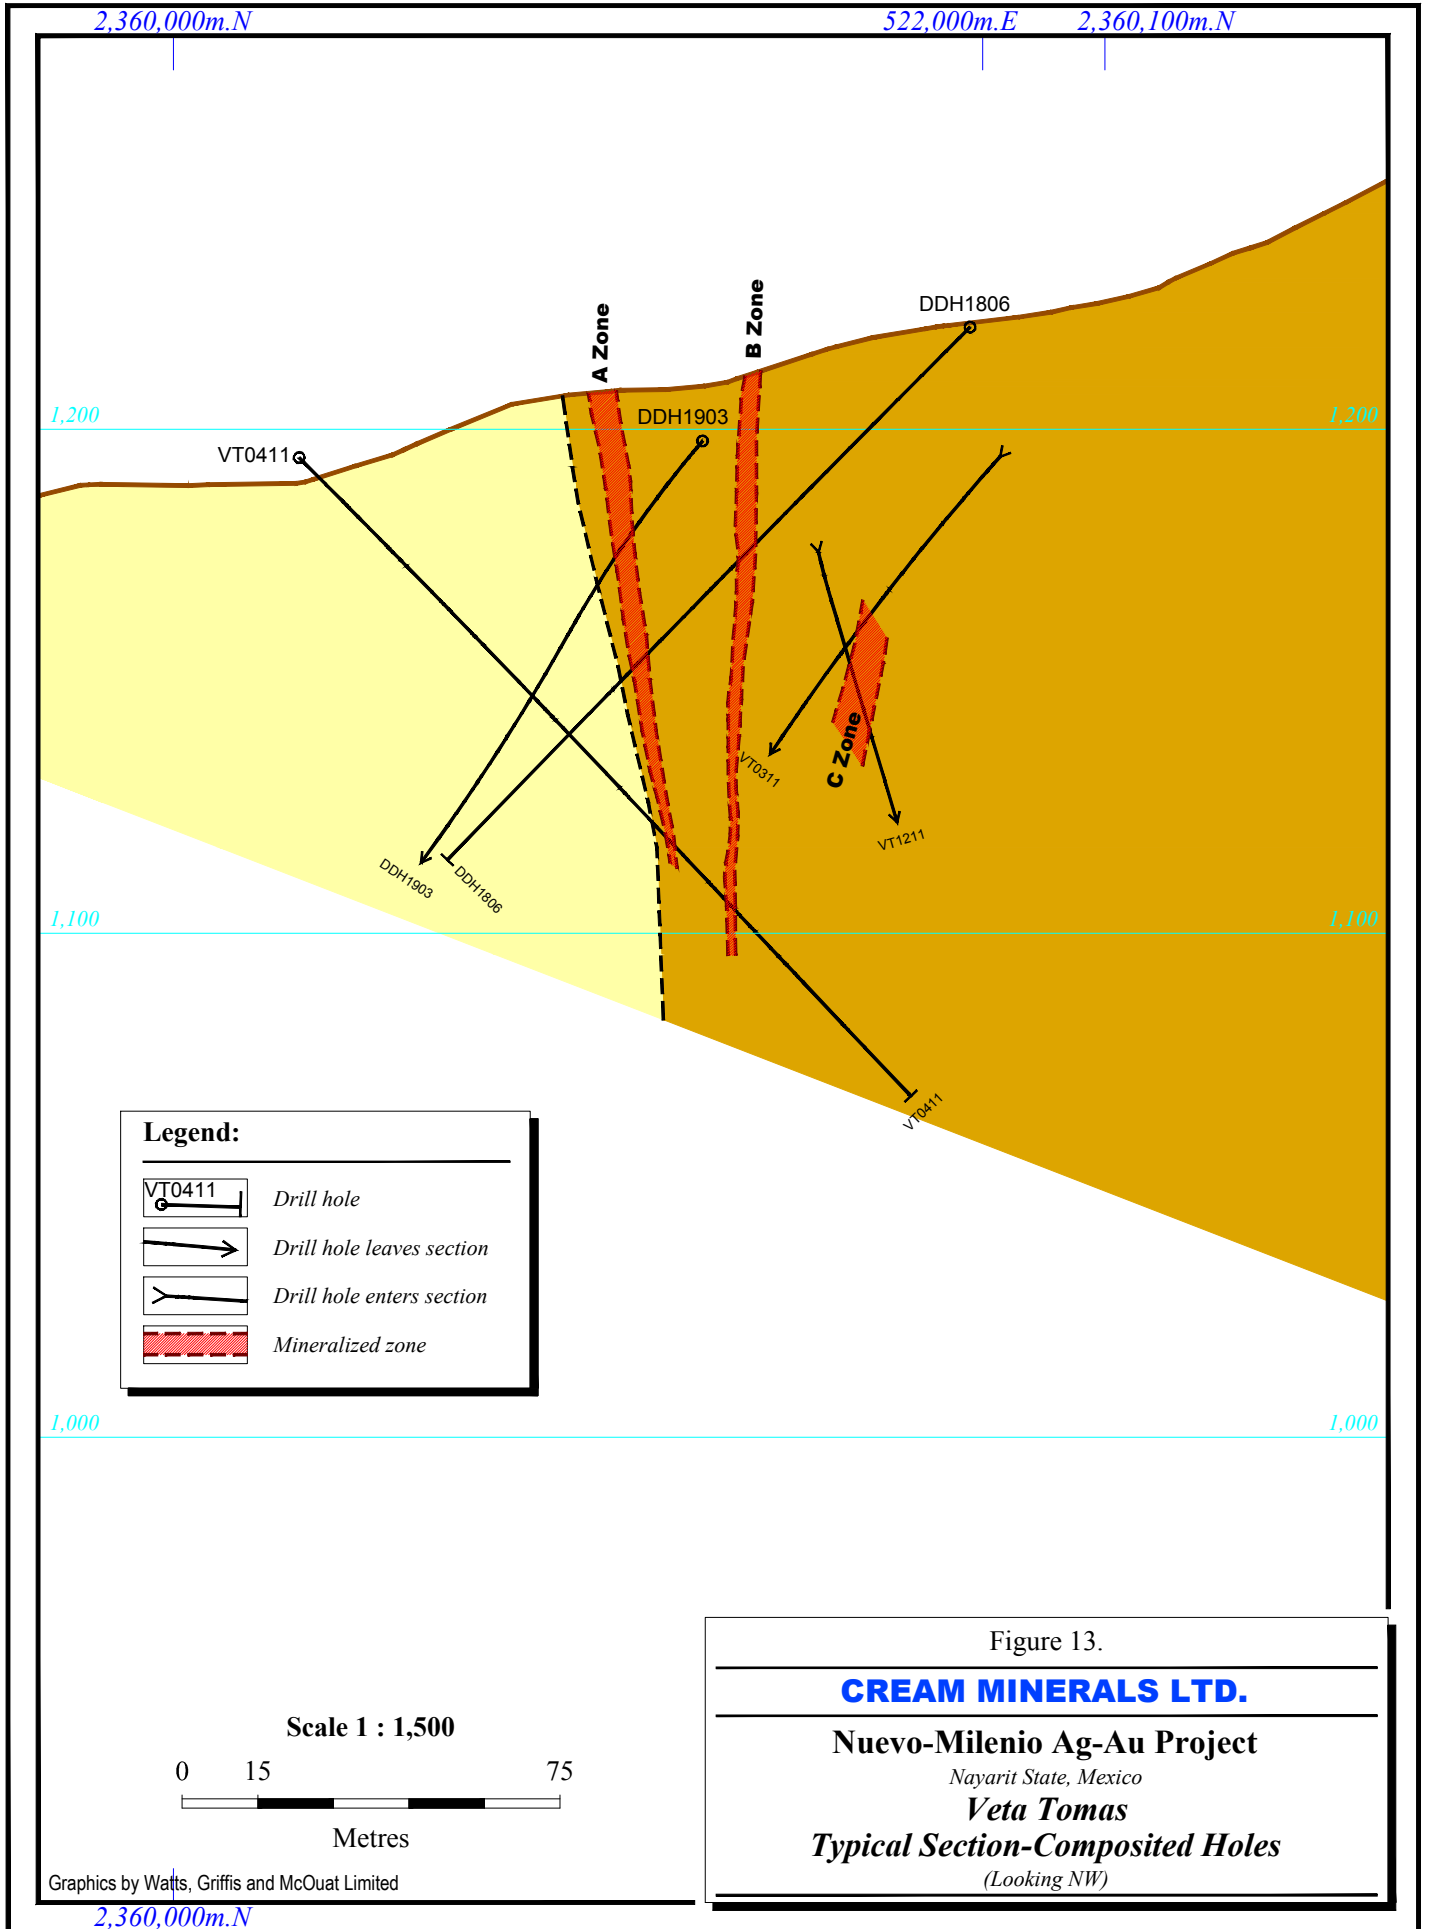 2,360,000m.N 522,000m.E 2,360,100m.N
DDH1806
B Zone
A Zone
DDH1903
1,200 1,200
VT0411
VT0311
C Zone
VT1211
DDH1903
DDH1806
1,100 1,100
VT0411
Legend:
VT0411
Drill hole
Drill hole leaves section
Drill hole enters section
Mineralized zone
1,000 1,000
Figure 13.
CREAM MINERALS LTD.
Nuevo-Milenio Ag-Au Project
Nayarit State, Mexico
Veta Tomas
Typical Section-Composited Holes
(Looking NW)
Scale 1 : 1,500
0 15 75
Metres
Graphics by Watts, Griffis and McOuat Limited
2,360,000m.N